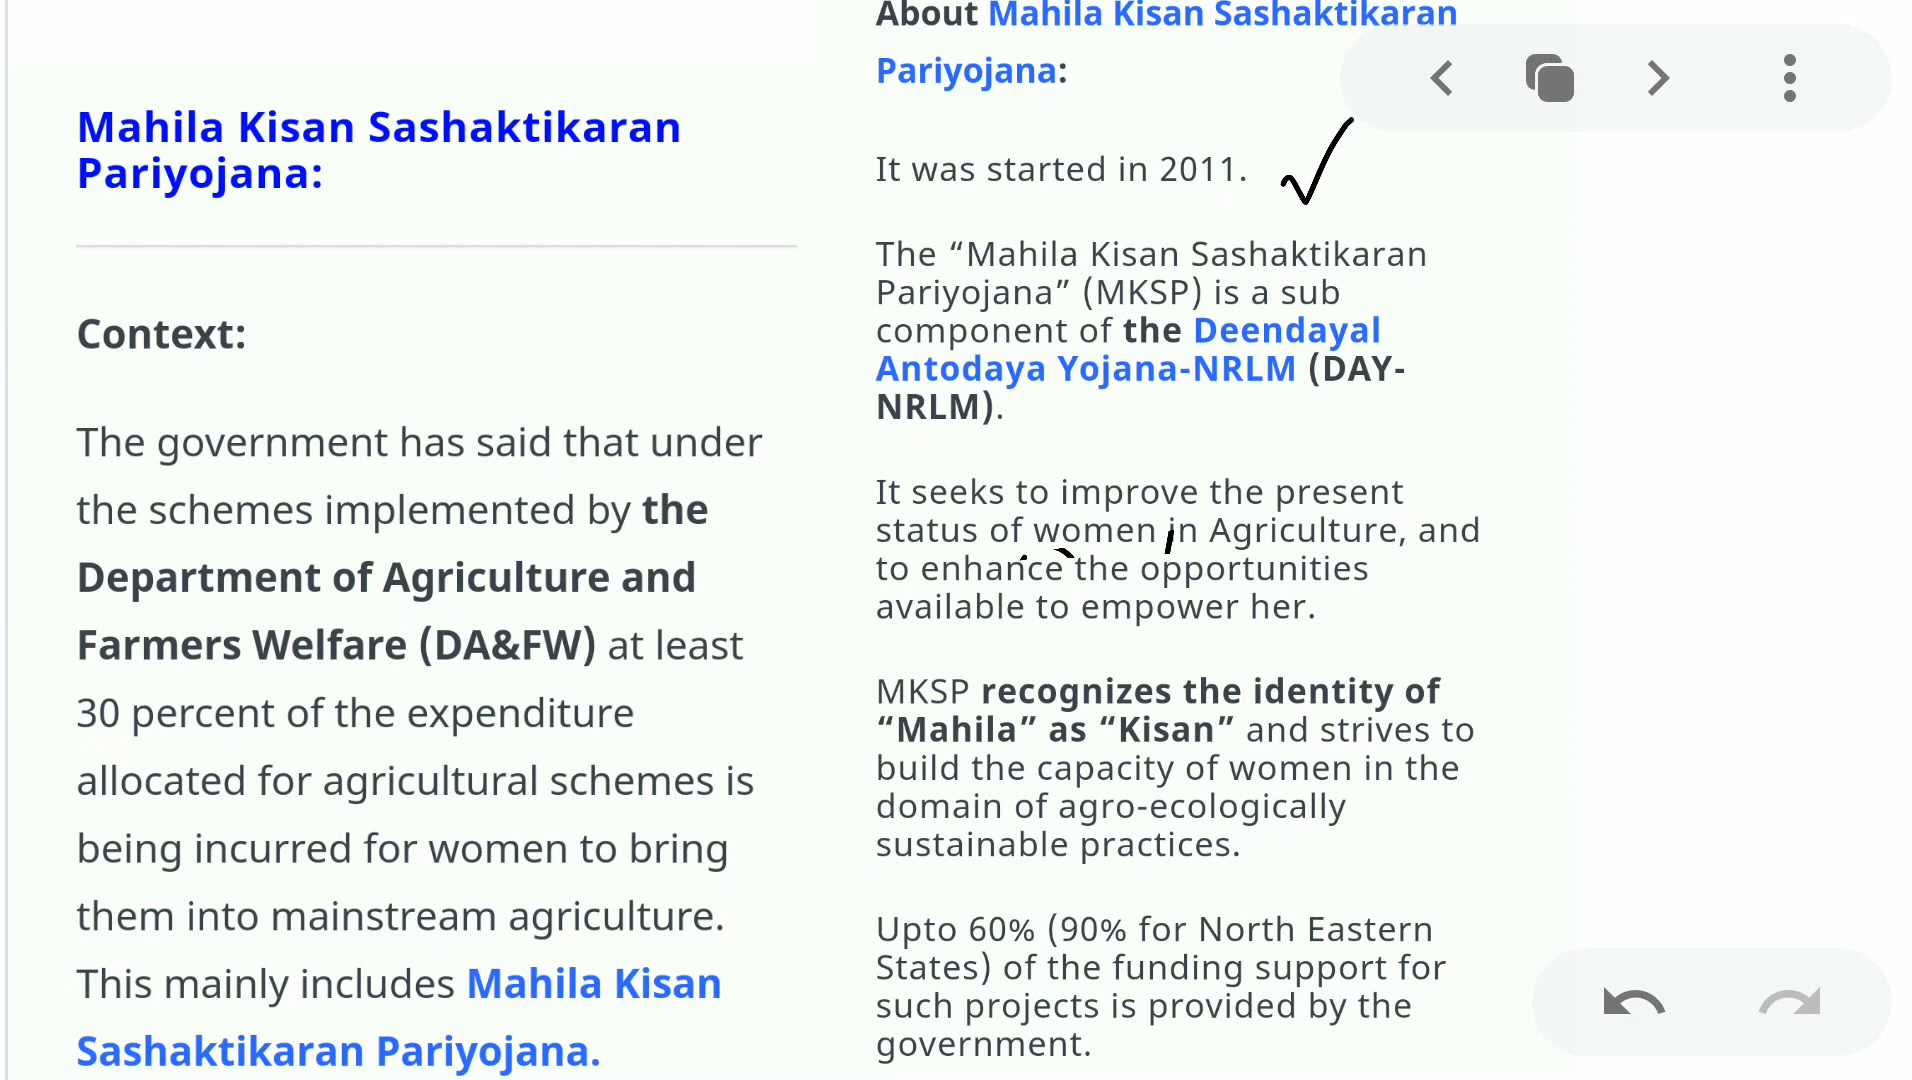 Mahila Kisan Sashaktikaran
Pariyojana:
Context:
The government has said that under
the schemes implemented by the
Department of Agriculture and
Farmers Welfare (DA&FW) at least
30 percent of the expenditure
allocated for agricultural schemes is
being incurred for women to bring
them into mainstream agriculture.
This mainly includes Mahila Kisan
Sashaktikaran Pariyojana.
About Mahila Kisan Sashaktikaran
Pariyojana:
It was started in 2011.
The “Mahila Kisan Sashaktikaran
Pariyojana” (MKSP) is a sub
component of the Deendayal
Antodaya Yojana-NRLM (DAY-
NRLM).
It seeks to improve the present
status of women in Agriculture, and
to enhance the opportunities
available to empower her.
MKSP recognizes the identity of
“Mahila” as “Kisan” and strives to
build the capacity of women in the
domain of agro-ecologically
sustainable practices.
Upto 60% (90% for North Eastern
States) of the funding support for
such projects is provided by the
government.